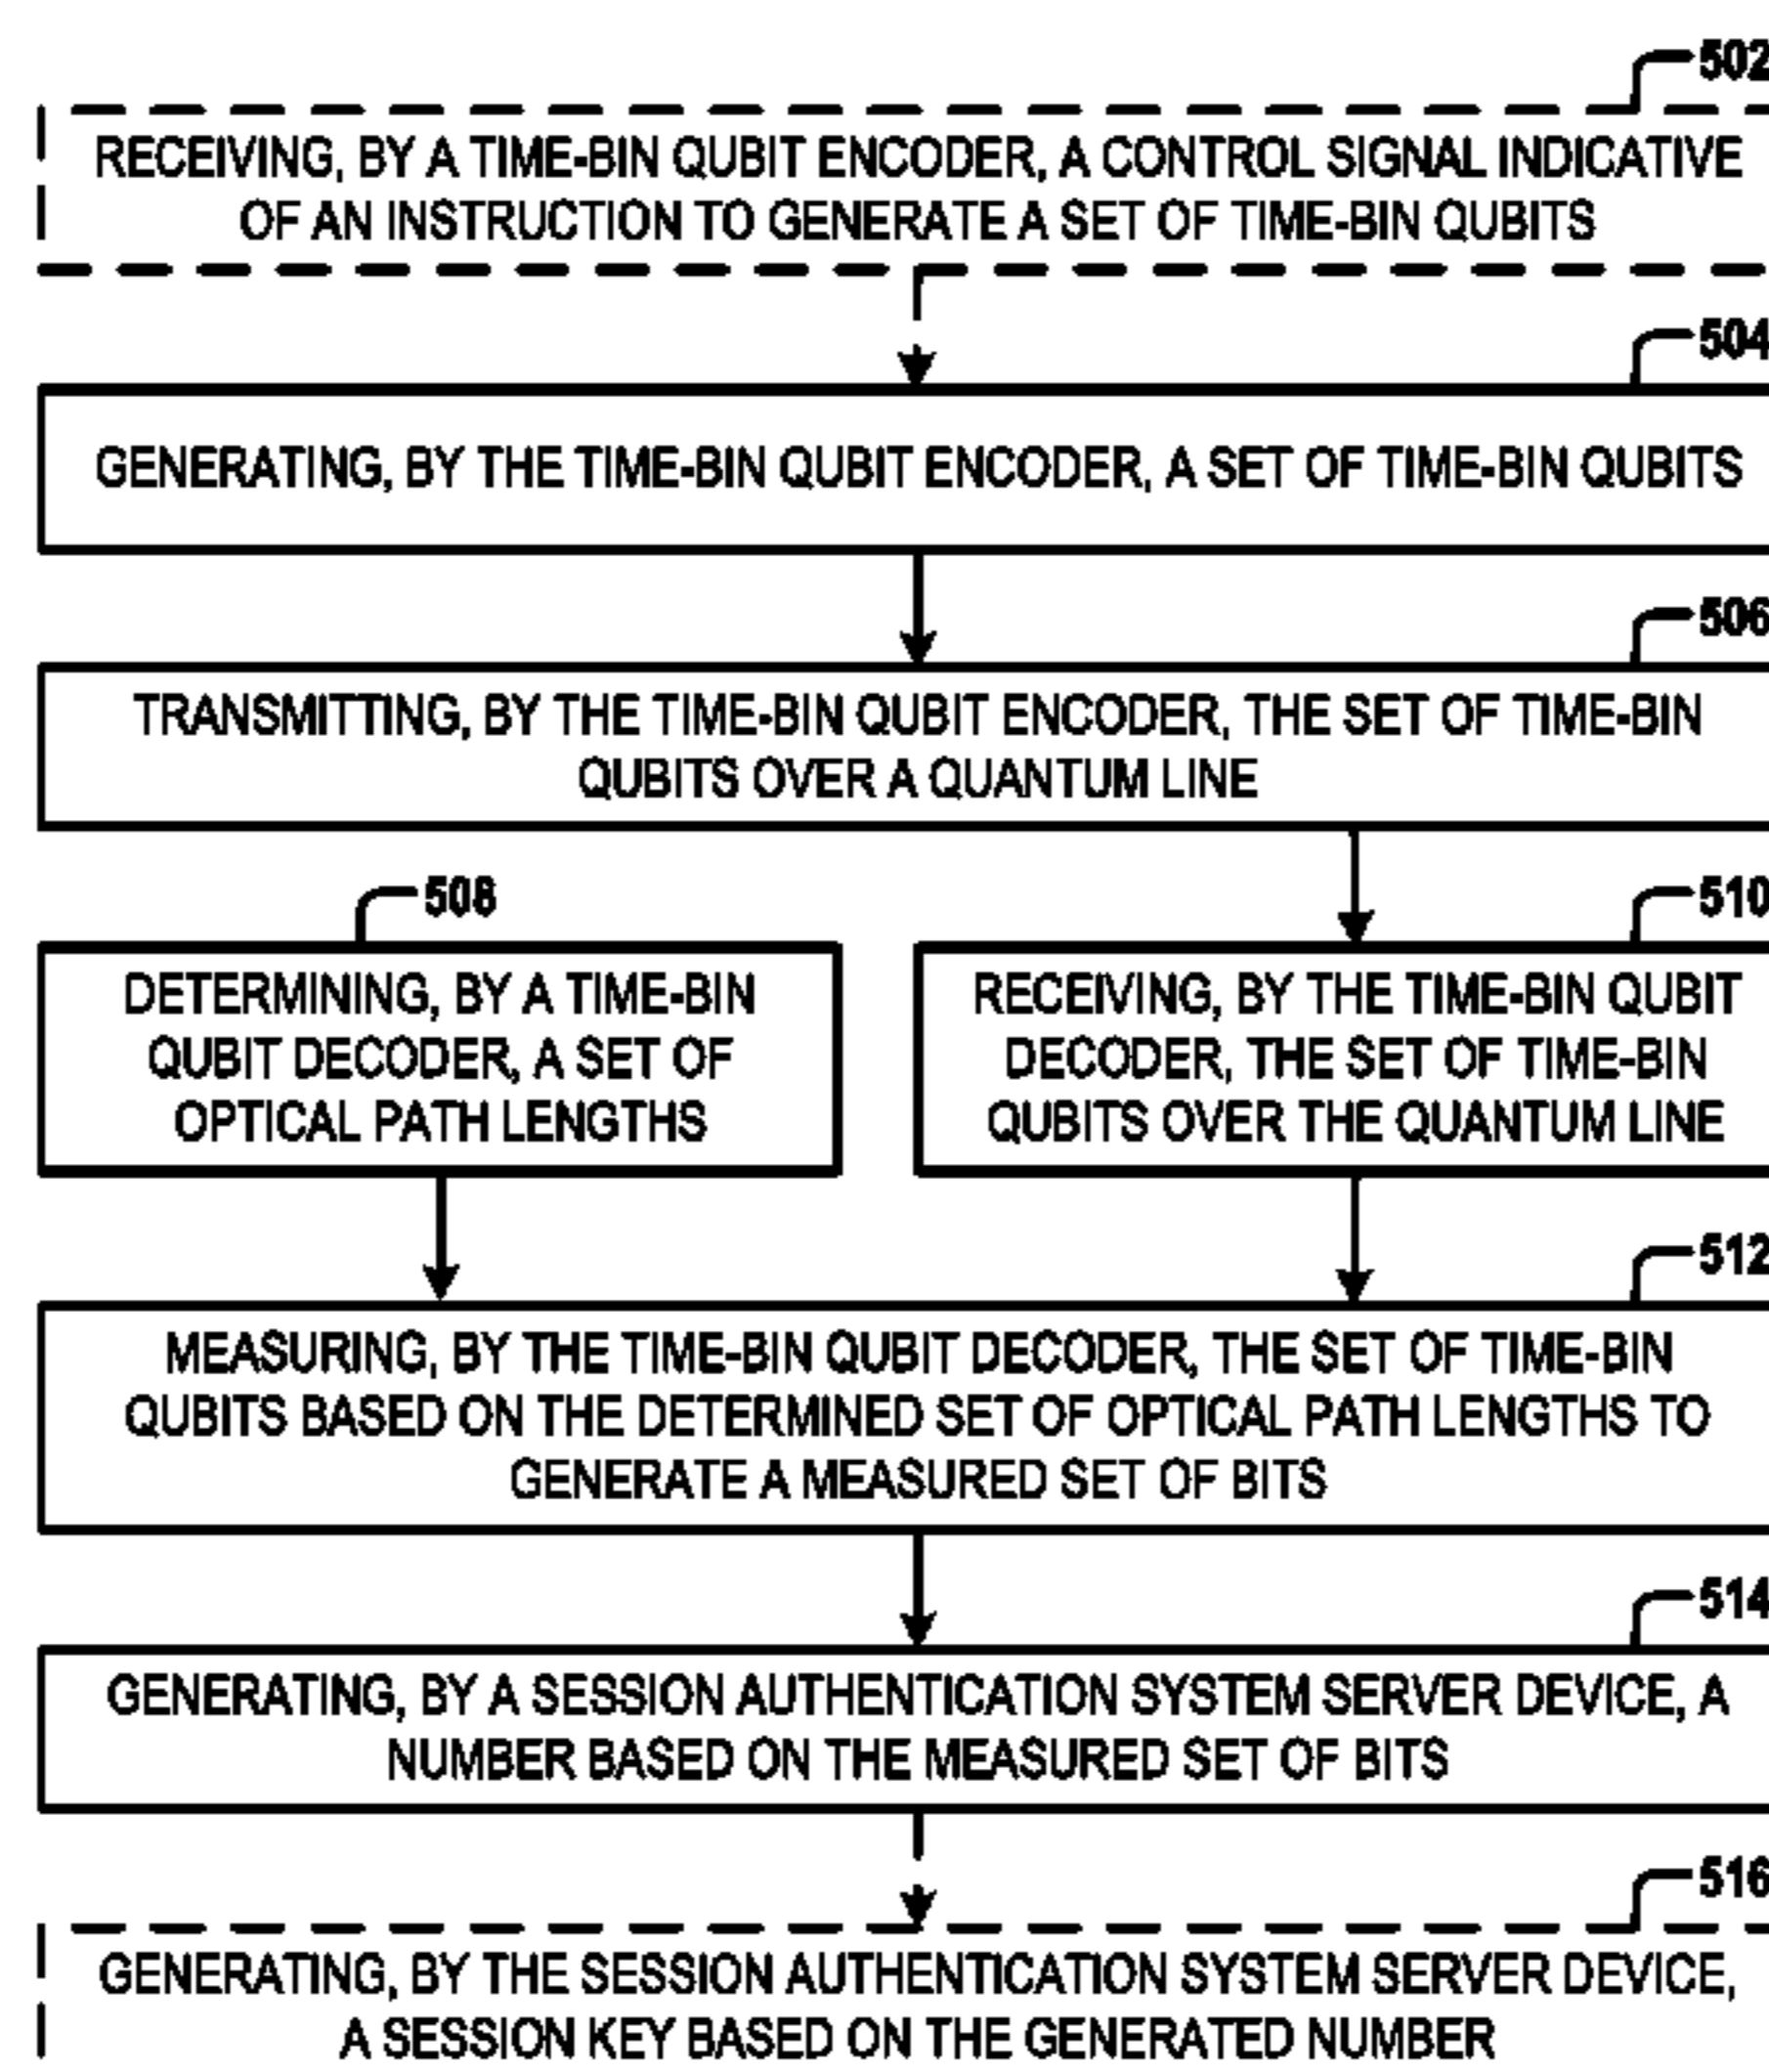 502
RECEIVING, BY A TIME-BIN QUBIT ENCODER, A CONTROL SIGNAL INDICATIVE
OF AN INSTRUCTION TO GENERATE A SET OF TIME-BIN QUBITS
504
GENERATING, BY THE TIME-BIN QUBIT ENCODER, A SET OF TIME-BIN QUBITS
506
TRANSMITTING, BY THE TIME-BIN QUBIT ENCODER, THE SET OF TIME-BIN
QUBITS OVER A QUANTUM LINE
508
DETERMINING, BY A TIME-BIN
QUBIT DECODER, A SET OF
OPTICAL PATH LENGTHS
510
RECEIVING, BY THE TIME-BIN QUBIT
DECODER, THE SET OF TIME-BIN
QUBITS OVER THE QUANTUM LINE
512
MEASURING, BY THE TIME-BIN QUBIT DECODER, THE SET OF TIME-BIN
QUBITS BASED ON THE DETERMINED SET OF OPTICAL PATH LENGTHS TO
GENERATE A MEASURED SET OF BITS
514
GENERATING, BY A SESSION AUTHENTICATION SYSTEM SERVER DEVICE, A
NUMBER BASED ON THE MEASURED SET OF BITS
516
GENERATING, BY THE SESSION AUTHENTICATION SYSTEM SERVER DEVICE,
A SESSION KEY BASED ON THE GENERATED NUMBER